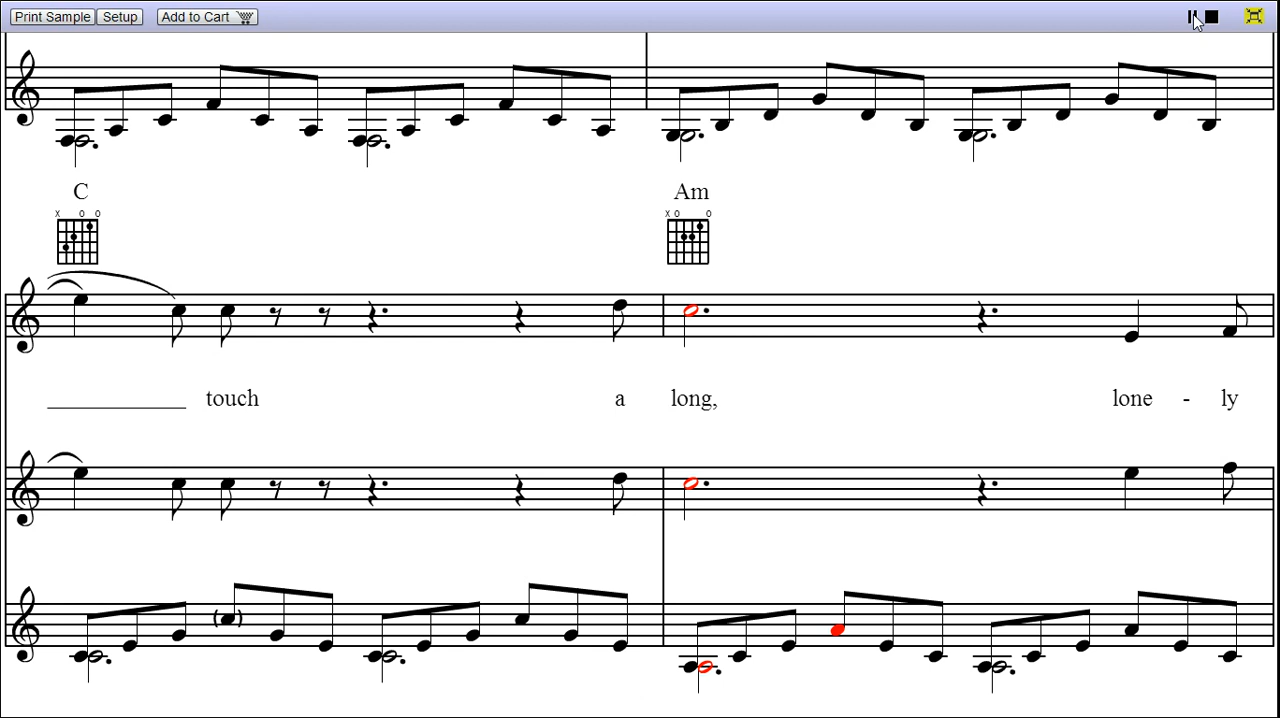 Print Sample Setup Add to Cart
C Am
x o o x o o
touch a long, lone - ly